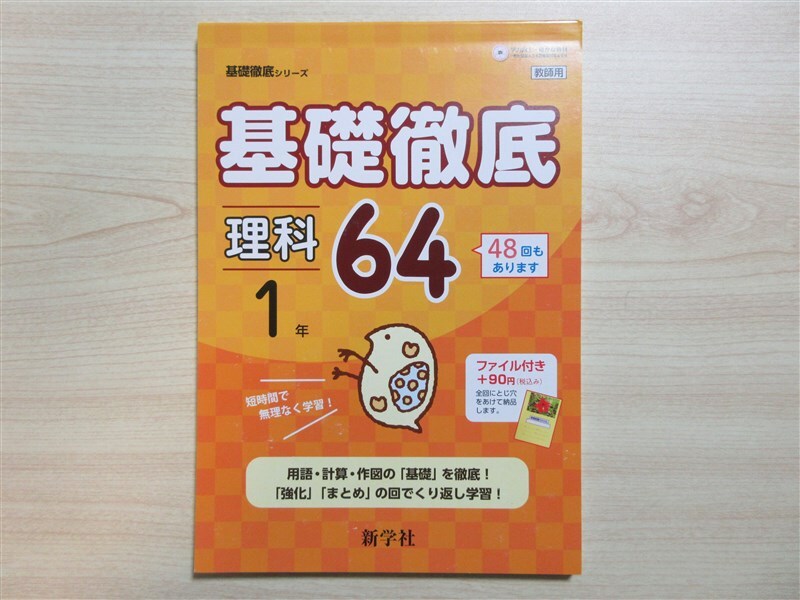 基礎徹底シリーズ
教師用
基礎徹底
理科
64
48回も
あります
1年
短時間で
無理なく学習！
ファイル付き
＋90円（税込み）
全回にとじ穴
をあけて納品
します。
用語・計算・作図の「基礎」を徹底！
「強化」「まとめ」の回でくり返し学習！
新学社